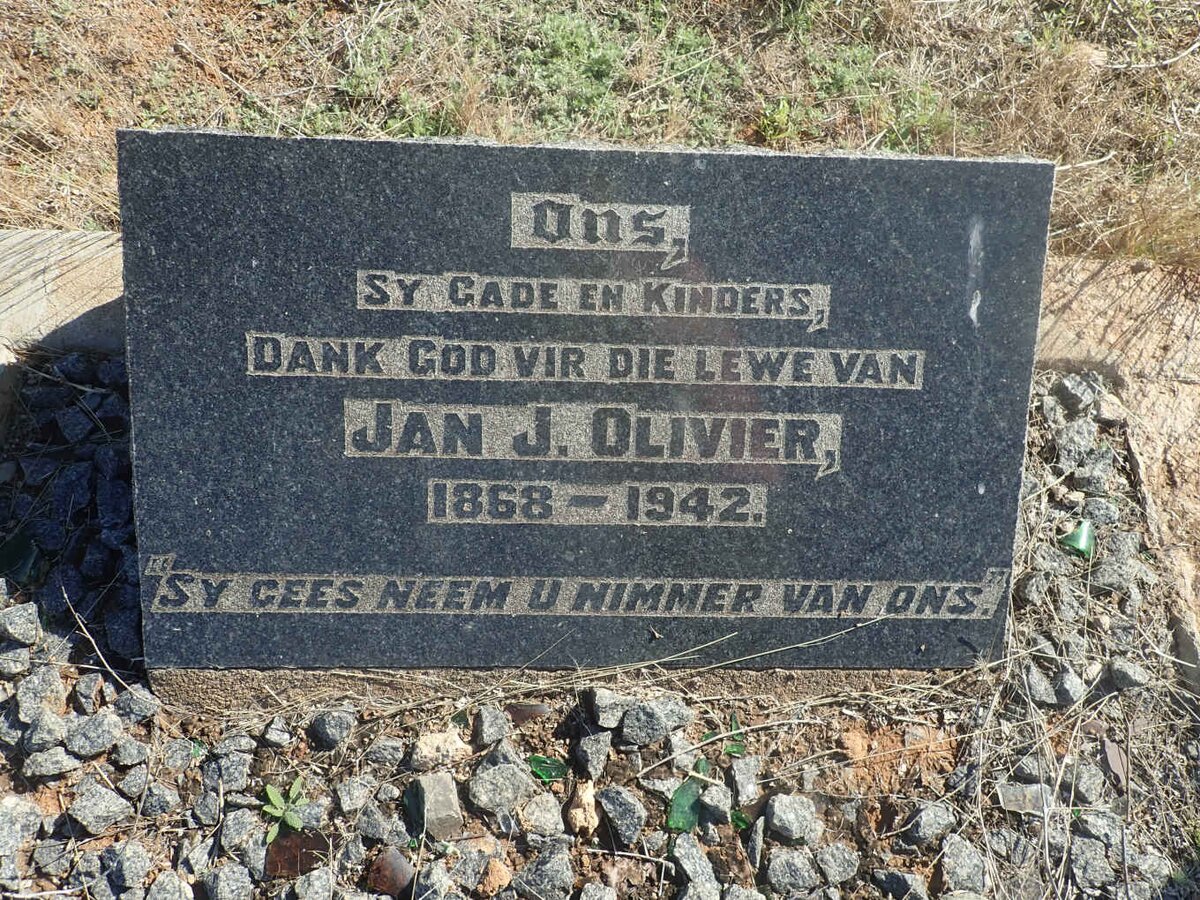 Ons,
SY GADE EN KINDERS,
DANK GOD VIR DIE LEWE VAN
JAN J. OLIVIER,
1868 - 1942.
"SY GEES NEEM U NIMMER VAN ONS."